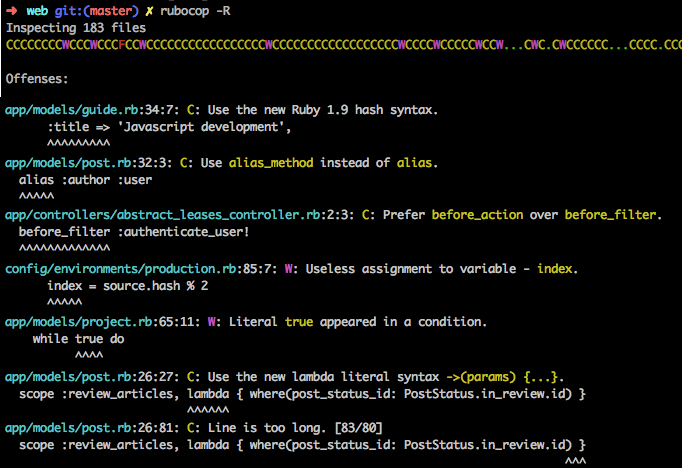 ➜ web git:(master) ✗ rubocop -R
Inspecting 183 files
CCCCCCCCWCCCWCCCFCCWCCCCCCCCCCCCCCCCCWCCCCCCCCCCCCCCCCCCWCCCCWCCCCCWCCW...CWC.CWCCCCCC...CCCC.CCC
Offenses:
app/models/guide.rb:34:7: C: Use the new Ruby 1.9 hash syntax.
:title => 'Javascript development',
^^^^^^^^^
app/models/post.rb:32:3: C: Use alias_method instead of alias.
alias :author :user
^^^^^
app/controllers/abstract_leases_controller.rb:2:3: C: Prefer before_action over before_filter.
before_filter :authenticate_user!
^^^^^^^^^^^^^
config/environments/production.rb:85:7: W: Useless assignment to variable - index.
index = source.hash % 2
^^^^^
app/models/project.rb:65:11: W: Literal true appeared in a condition.
while true do
^^^^
app/models/post.rb:26:27: C: Use the new lambda literal syntax ->(params) {...}.
scope :review_articles, lambda { where(post_status_id: PostStatus.in_review.id) }
^^^^^^
app/models/post.rb:26:81: C: Line is too long. [83/80]
scope :review_articles, lambda { where(post_status_id: PostStatus.in_review.id) }
^^^